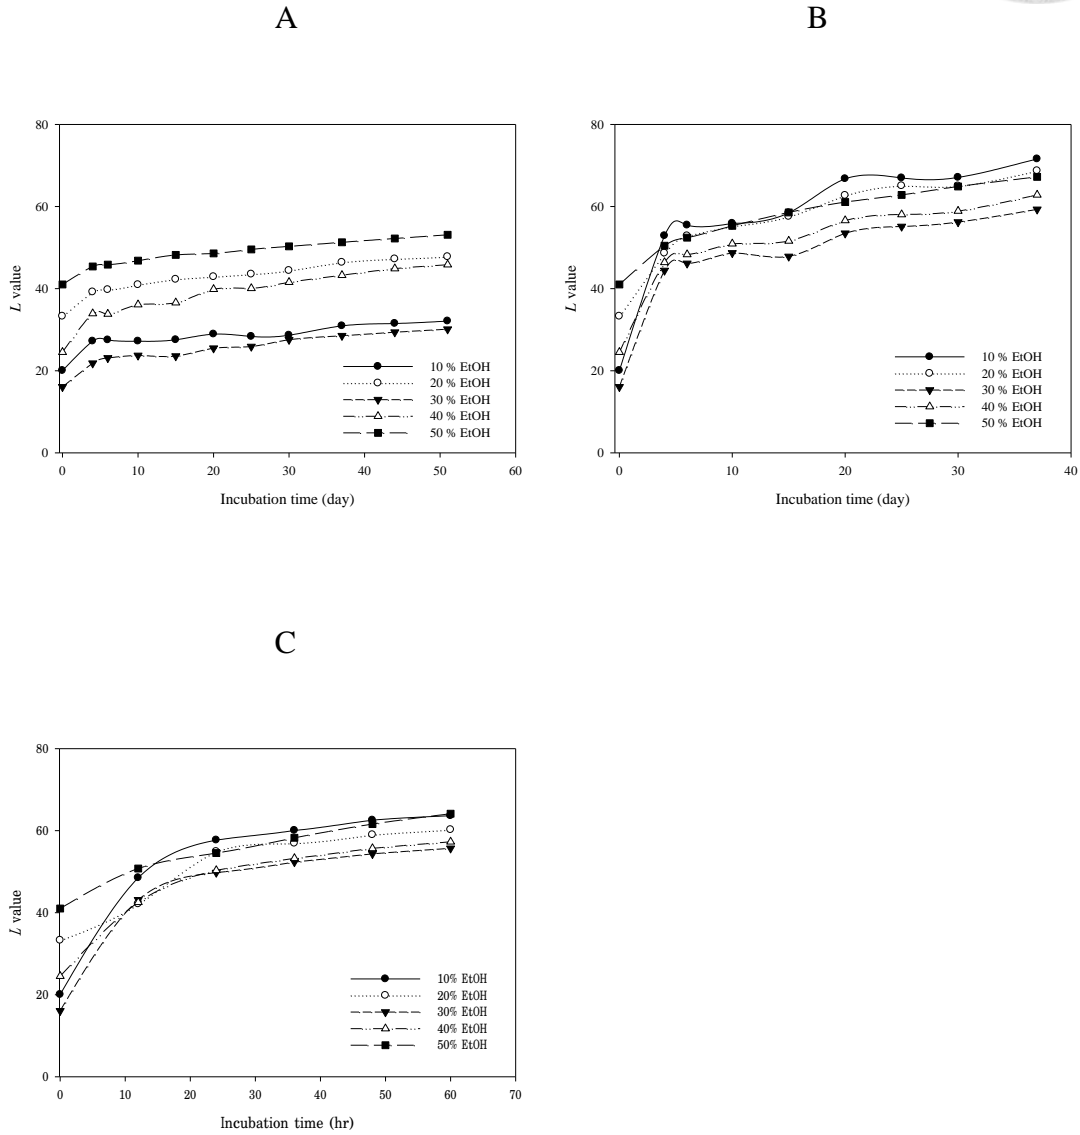 A
B
80
60
40
20
0
L value
0 10 20 30 40 50 60
Incubation time (day)
10 % EtOH
20 % EtOH
30 % EtOH
40 % EtOH
50 % EtOH
80
60
40
20
0
L value
0 10 20 30 40
Incubation time (day)
10 % EtOH
20 % EtOH
30 % EtOH
40 % EtOH
50 % EtOH
C
80
60
40
20
0
L value
0 10 20 30 40 50 60 70
Incubation time (hr)
10% EtOH
20% EtOH
30% EtOH
40% EtOH
50% EtOH